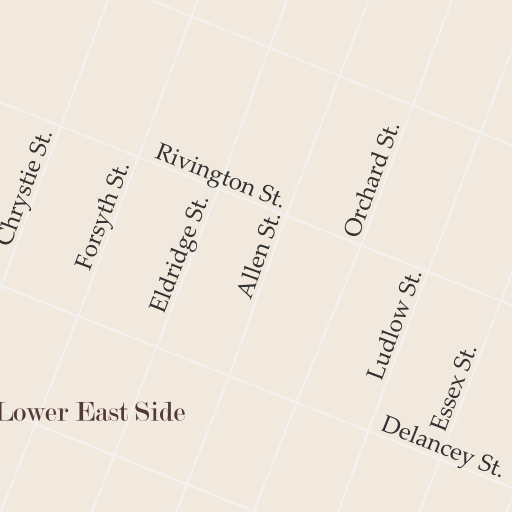 Chrystie St.
Forsyth St.
Rivington St.
Eldridge St.
Allen St.
Orchard St.
Ludlow St.
Essex St.
Lower East Side
Delancey St.